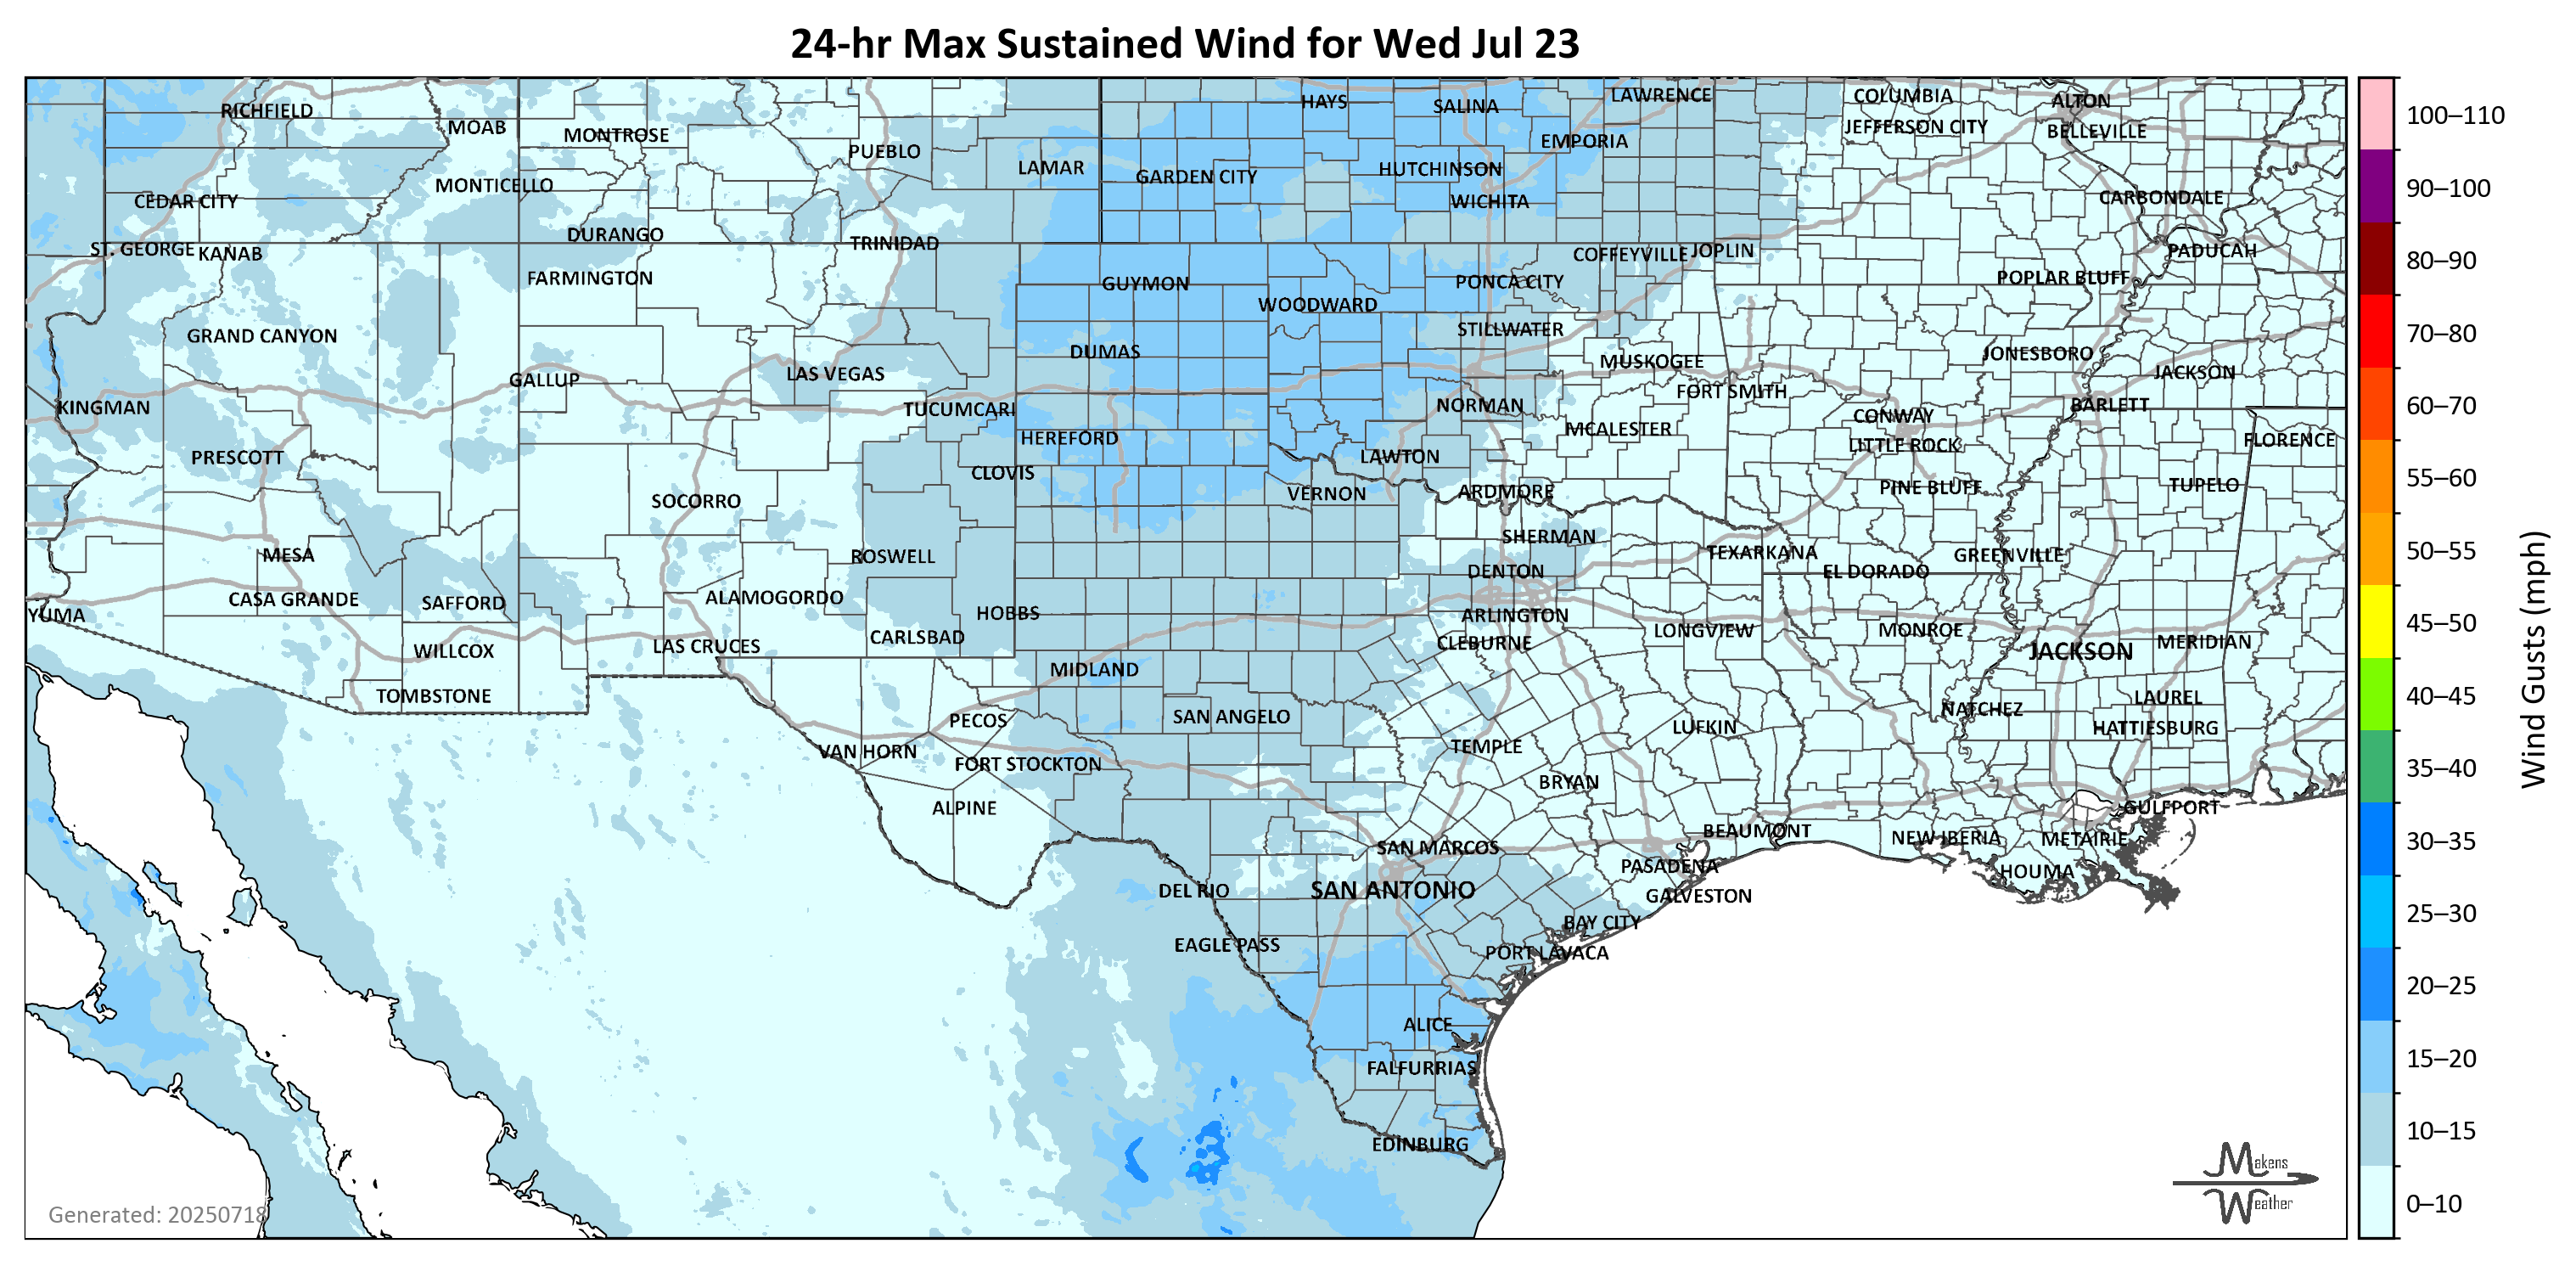 24-hr Max Sustained Wind for Wed Jul 23
RICHFIELD
MOAB
MONTROSE
PUEBLO
LAMAR
HAYS
SALINA
LAWRENCE
COLUMBIA
ALTON
JEFFERSON CITY
BELLEVILLE
EMPORIA
GARDEN CITY
HUTCHINSON
WICHITA
MONTICELLO
CEDAR CITY
CARBONDALE
DURANGO
TRINIDAD
ST. GEORGE
KANAB
COFFEYVILLE
JOPLIN
PADUCAH
FARMINGTON
GUYMON
PONCA CITY
POPLAR BLUFF
WOODWARD
GRAND CANYON
STILLWATER
DUMAS
MUSKOGEE
JONESBORO
GALLUP
LAS VEGAS
JACKSON
FORT SMITH
KINGMAN
TUCUMCARI
NORMAN
BARLETT
CONWAY
MCALESTER
HEREFORD
LITTLE ROCK
FLORENCE
PRESCOTT
CLOVIS
LAWTON
VERNON
ARDMORE
PINE BLUFF
TUPELO
SOCORRO
SHERMAN
MESA
ROSWELL
TEXARKANA
GREENVILLE
DENTON
EL DORADO
CASA GRANDE
SAFFORD
ALAMOGORDO
HOBBS
YUMA
ARLINGTON
CARLSBAD
CLEBURNE
LONGVIEW
MONROE
WILLCOX
LAS CRUCES
JACKSON
MERIDIAN
MIDLAND
TOMBSTONE
LAUREL
PECOS
SAN ANGELO
NATCHEZ
LUFKIN
HATTIESBURG
VAN HORN
TEMPLE
FORT STOCKTON
BRYAN
ALPINE
GULFPORT
BEAUMONT
NEW IBERIA
METAIRIE
SAN MARCOS
PASADENA
HOUMA
DEL RIO
SAN ANTONIO
GALVESTON
BAY CITY
EAGLE PASS
PORT LAVACA
ALICE
FALFURRIAS
EDINBURG
Generated: 20250718
Makens
Weather
100–110
90–100
80–90
70–80
60–70
55–60
50–55
45–50
40–45
35–40
30–35
25–30
20–25
15–20
10–15
0–10
Wind Gusts (mph)